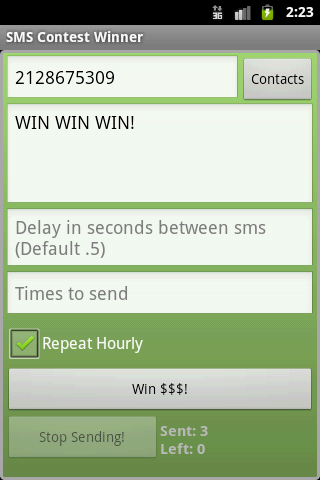 3G 2:23
SMS Contest Winner
2128675309
Contacts
WIN WIN WIN!
Delay in seconds between sms
(Default .5)
Times to send
Repeat Hourly
Win $$$!
Stop Sending!
Sent: 3
Left: 0